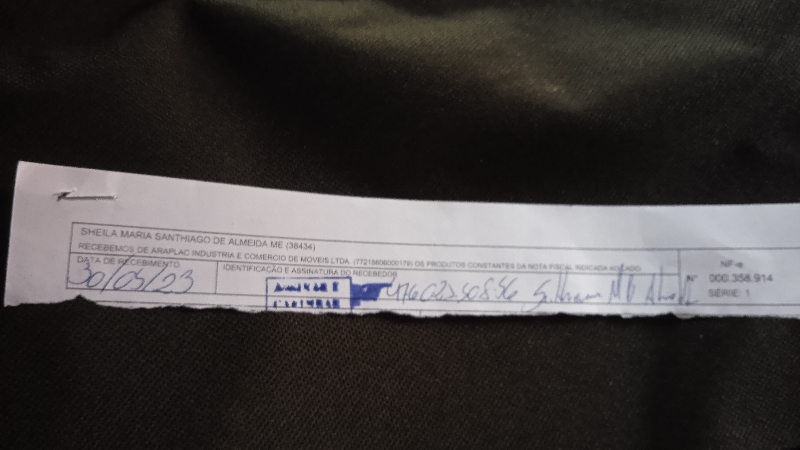 SHEILA MARIA SANTHIAGO DE ALMEIDA ME (38434)
RECEBEMOS DE ARAPLAC INDUSTRIA E COMERCIO DE MOVEIS LTDA. (77218606000179) OS PRODUTOS CONSTANTES DA NOTA FISCAL INDICADA AO LADO
DATA DE RECEBIMENTO
IDENTIFICAÇÃO E ASSINATURA DO RECEBEDOR
30/05/23
NF-e
N° 000.358.914
SÉRIE: 1